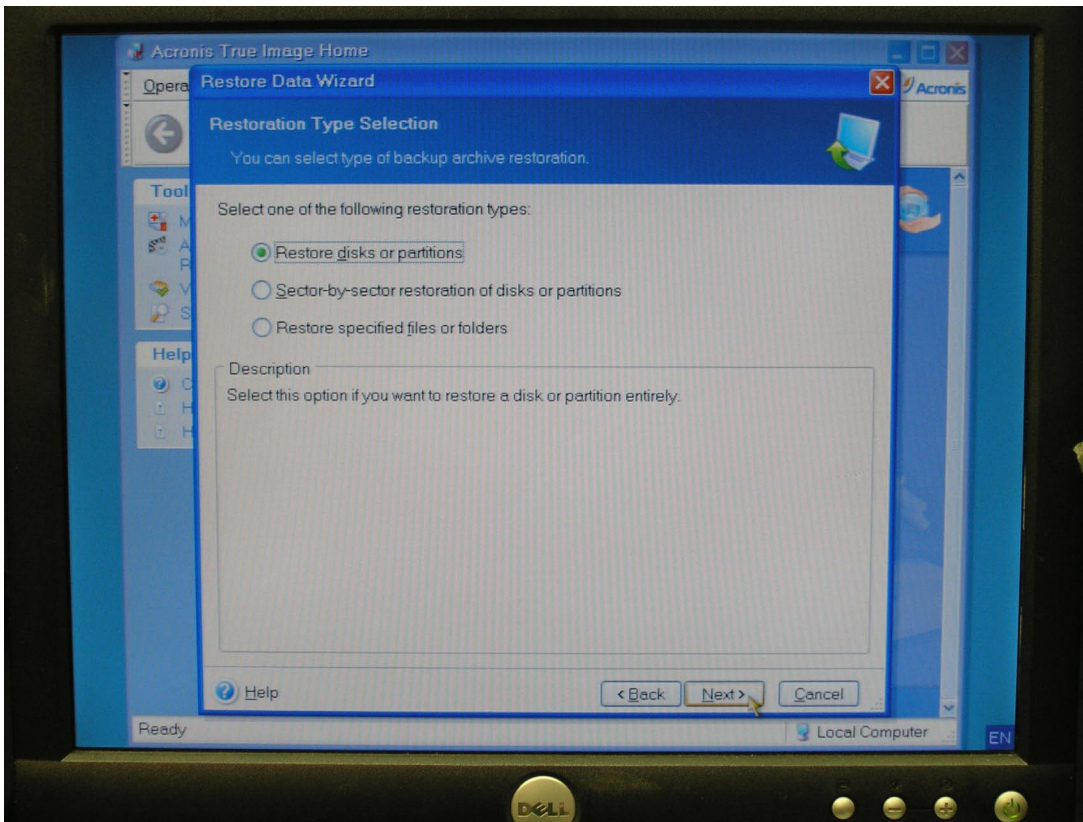 Acronis True Image Home
Opera
Acronis
Restore Data Wizard
Restoration Type Selection
You can select type of backup archive restoration.
Tool
M
A
R
V
S
Help
C
H
H
Select one of the following restoration types:
Restore disks or partitions
Sector-by-sector restoration of disks or partitions
Restore specified files or folders
Description
Select this option if you want to restore a disk or partition entirely.
Help
< Back
Next >
Cancel
Ready
Local Computer
EN
DELL